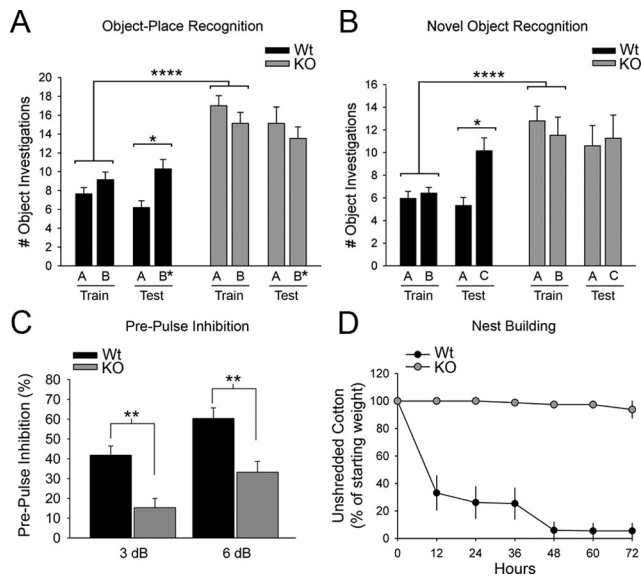 A
Object-Place Recognition
Wt
KO
# Object Investigations
20
18
16
14
12
10
8
6
4
2
0
****
*
A B A B* A B A B*
Train Test Train Test
B
Novel Object Recognition
Wt
KO
# Object Investigations
16
14
12
10
8
6
4
2
0
****
*
A B A C A B A C
Train Test Train Test
C
Pre-Pulse Inhibition
Wt
KO
Pre-Pulse Inhibition (%)
80
70
60
50
40
30
20
10
0
**
**
3 dB 6 dB
D
Nest Building
Wt
KO
Unshredded Cotton
(% of starting weight)
120
100
80
60
40
20
0
0 12 24 36 48 60 72
Hours